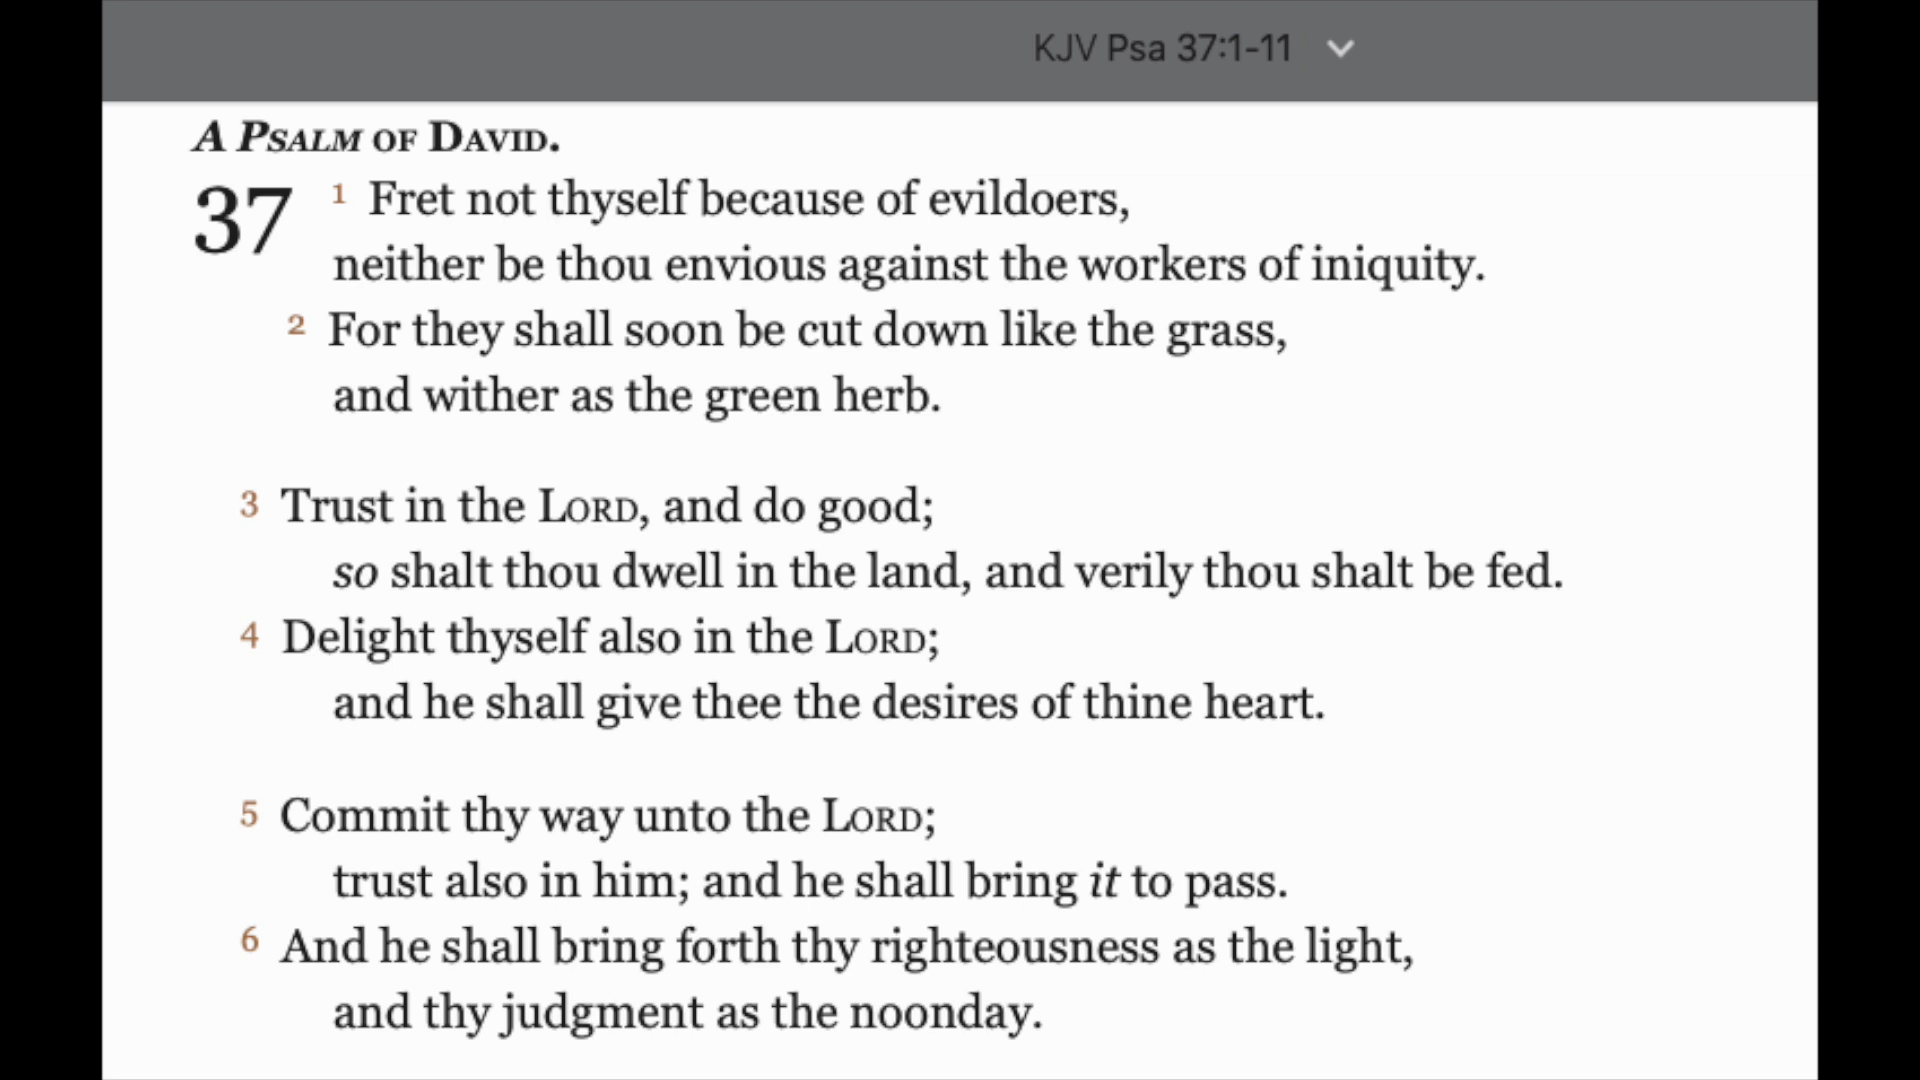 KJV Psa 37:1-11
A PSALM OF DAVID.
37 1 Fret not thyself because of evildoers,
neither be thou envious against the workers of iniquity.
2 For they shall soon be cut down like the grass,
and wither as the green herb.
3 Trust in the LORD, and do good;
so shalt thou dwell in the land, and verily thou shalt be fed.
4 Delight thyself also in the LORD;
and he shall give thee the desires of thine heart.
5 Commit thy way unto the LORD;
trust also in him; and he shall bring it to pass.
6 And he shall bring forth thy righteousness as the light,
and thy judgment as the noonday.